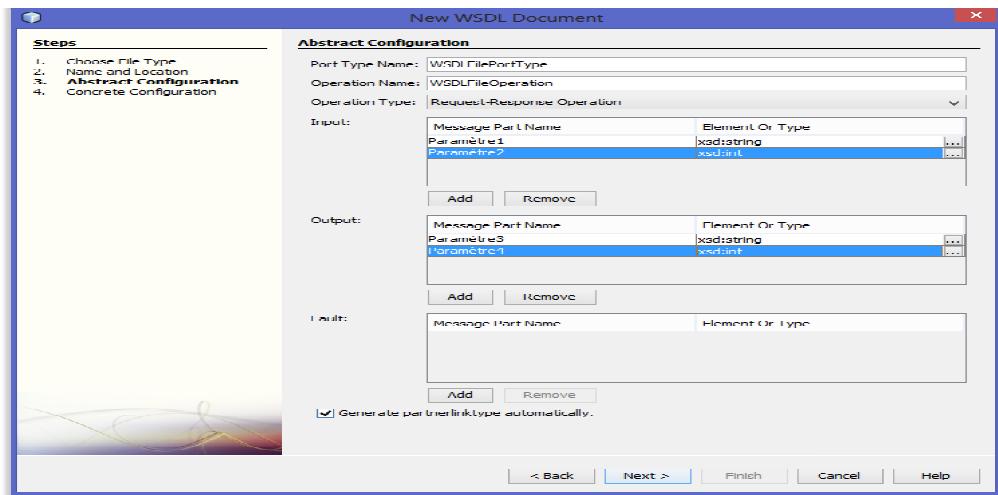 New WSDL Document
Steps
1. Choose File Type
2. Name and Location
3. Abstract Configuration
4. Concrete Configuration
Abstract Configuration
Port Type Name: WSDLFilePortType
Operation Name: WSDLFileOperation
Operation Type: Request-Response Operation
Input:
Message Part Name Element Or Type
Paramètre1 xsd:string ...
Paramètre2 xsd:int ...
Add Remove
Output:
Message Part Name Element Or Type
Paramètre3 xsd:string ...
Paramètre4 xsd:int ...
Add Remove
Fault:
Message Part Name Element Or Type
Add Remove
Generate partnerlinktype automatically.
< Back Next > Finish Cancel Help